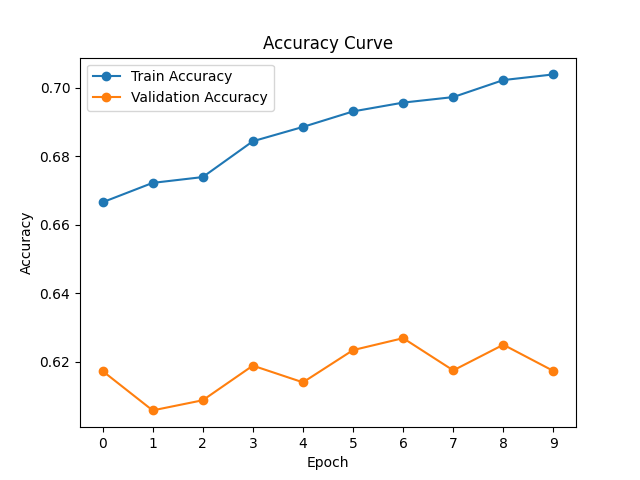 Accuracy Curve
Train Accuracy
Validation Accuracy
0.70
0.68
0.66
0.64
0.62
Accuracy
0 1 2 3 4 5 6 7 8 9
Epoch